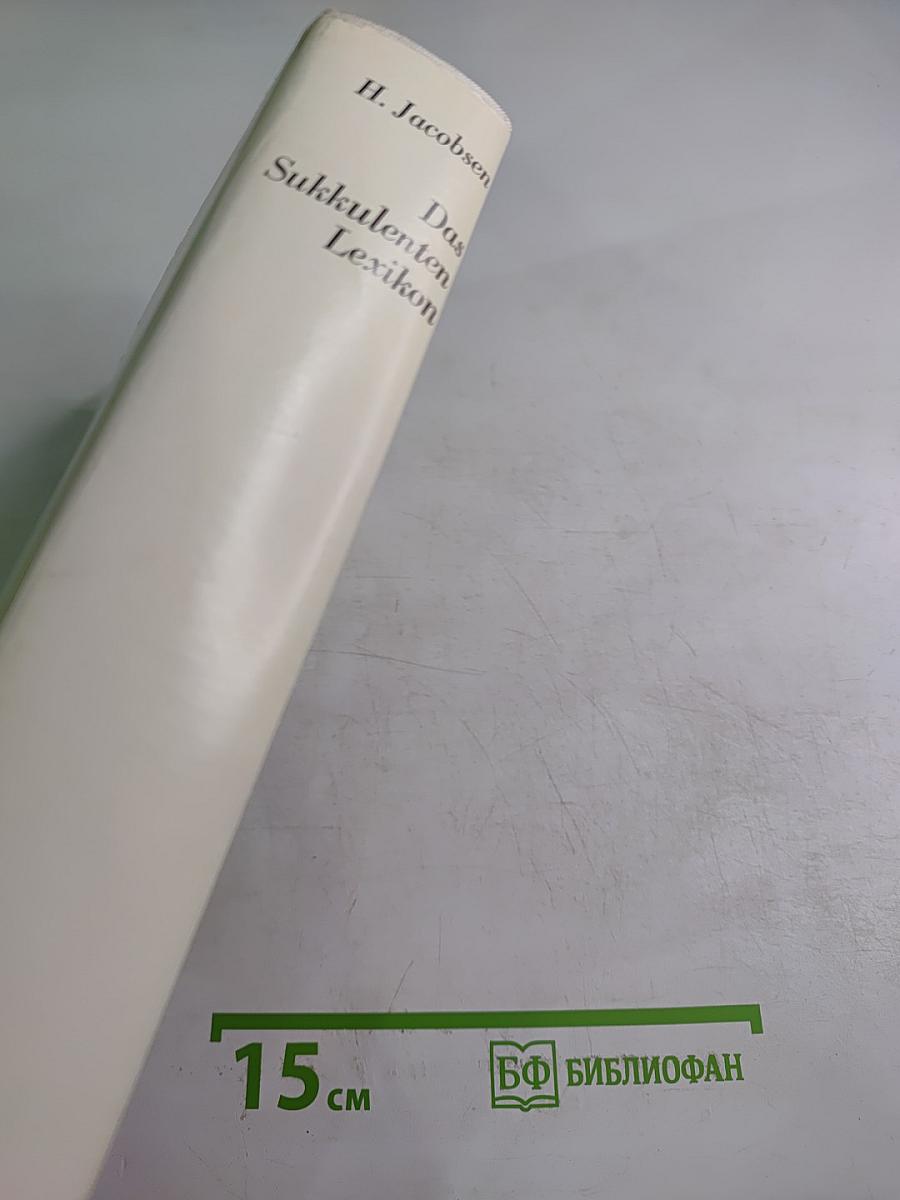 H. Jacobsen
Das
Sukkulenten
Lexikon
15 см
БФ БИБЛИОФАН